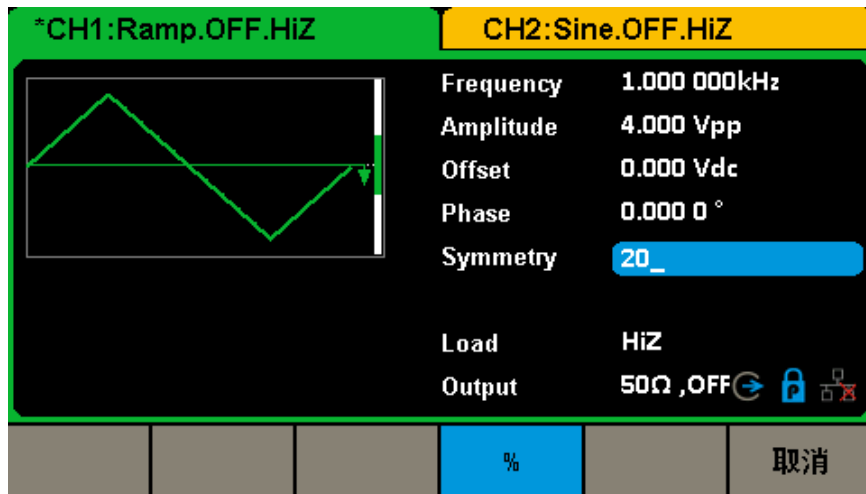 *CH1:Ramp.OFF.HiZ
CH2:Sine.OFF.HiZ
Frequency 1.000 000kHz
Amplitude 4.000 Vpp
Offset 0.000 Vdc
Phase 0.000 0 °
Symmetry 20_
Load HiZ
Output 50Ω ,OFF
P
% 取消